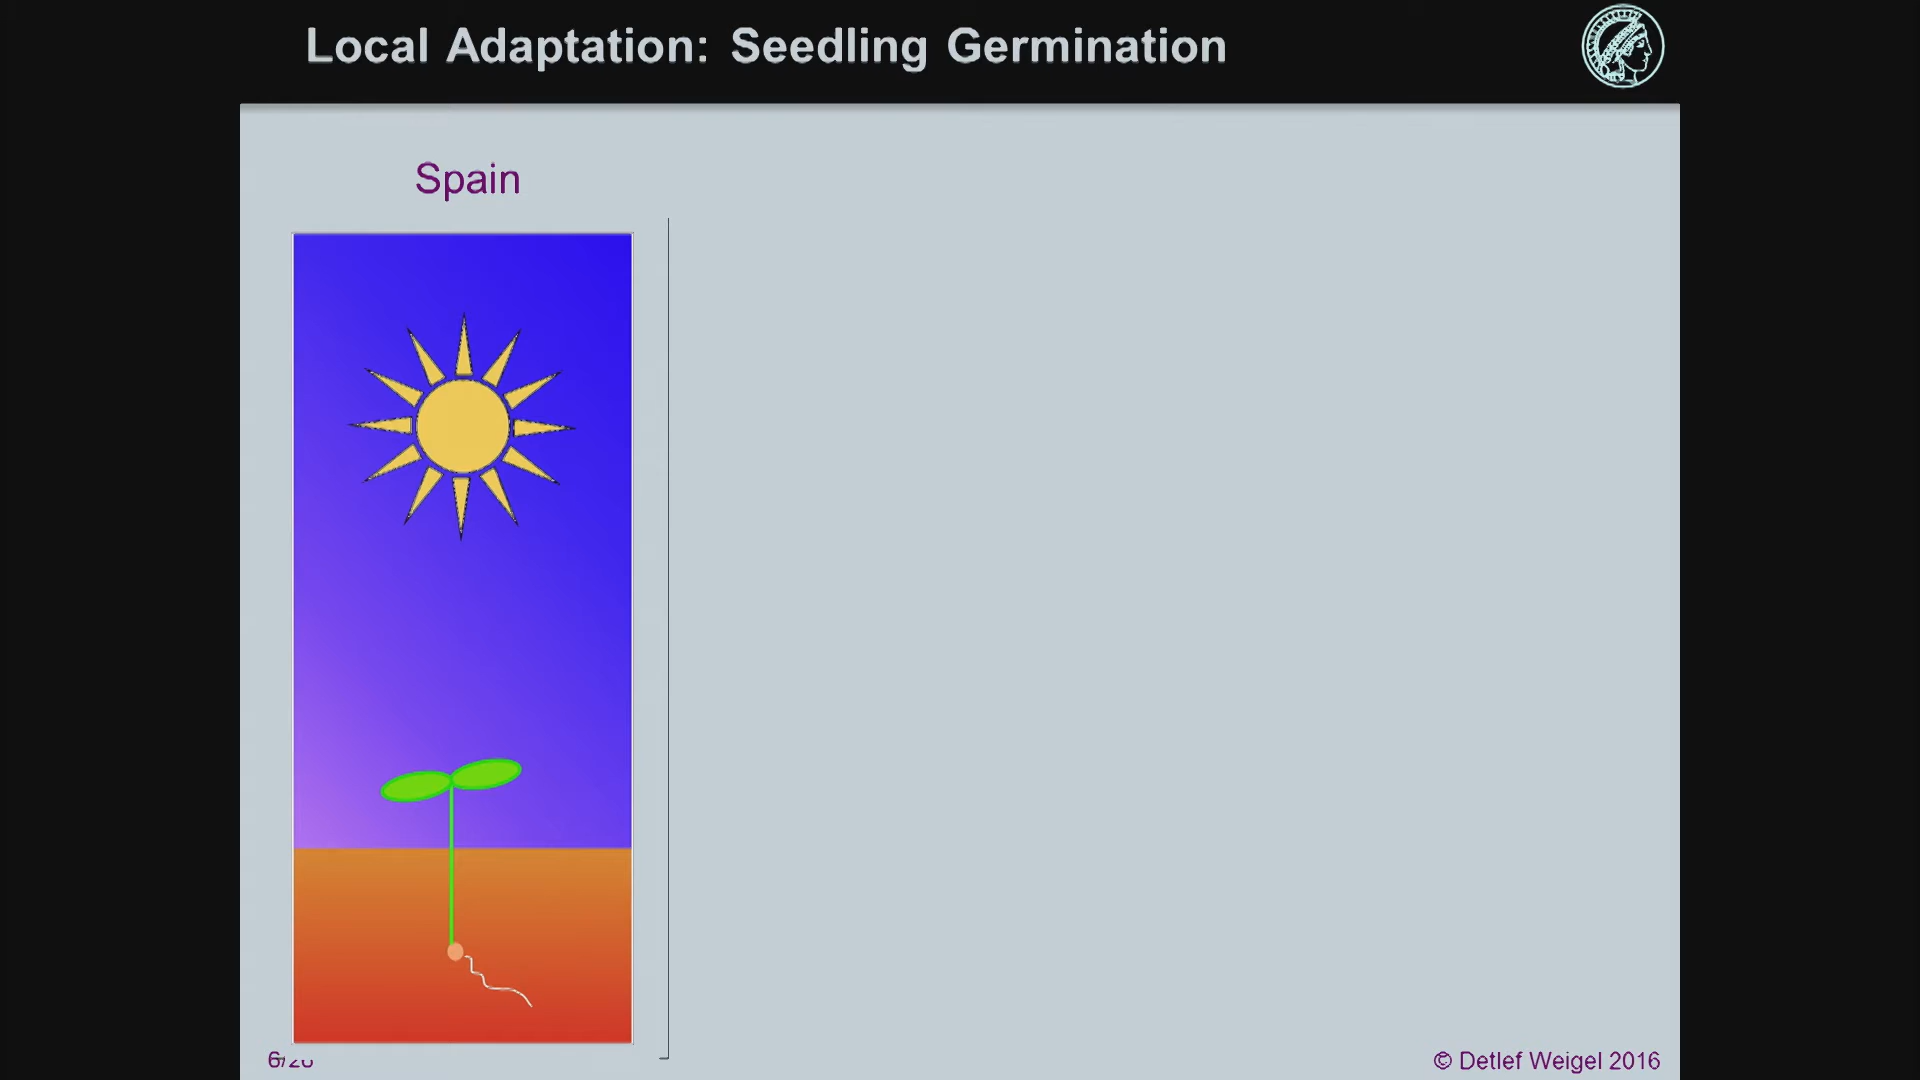 Local Adaptation: Seedling Germination
Spain
© Detlef Weigel 2016